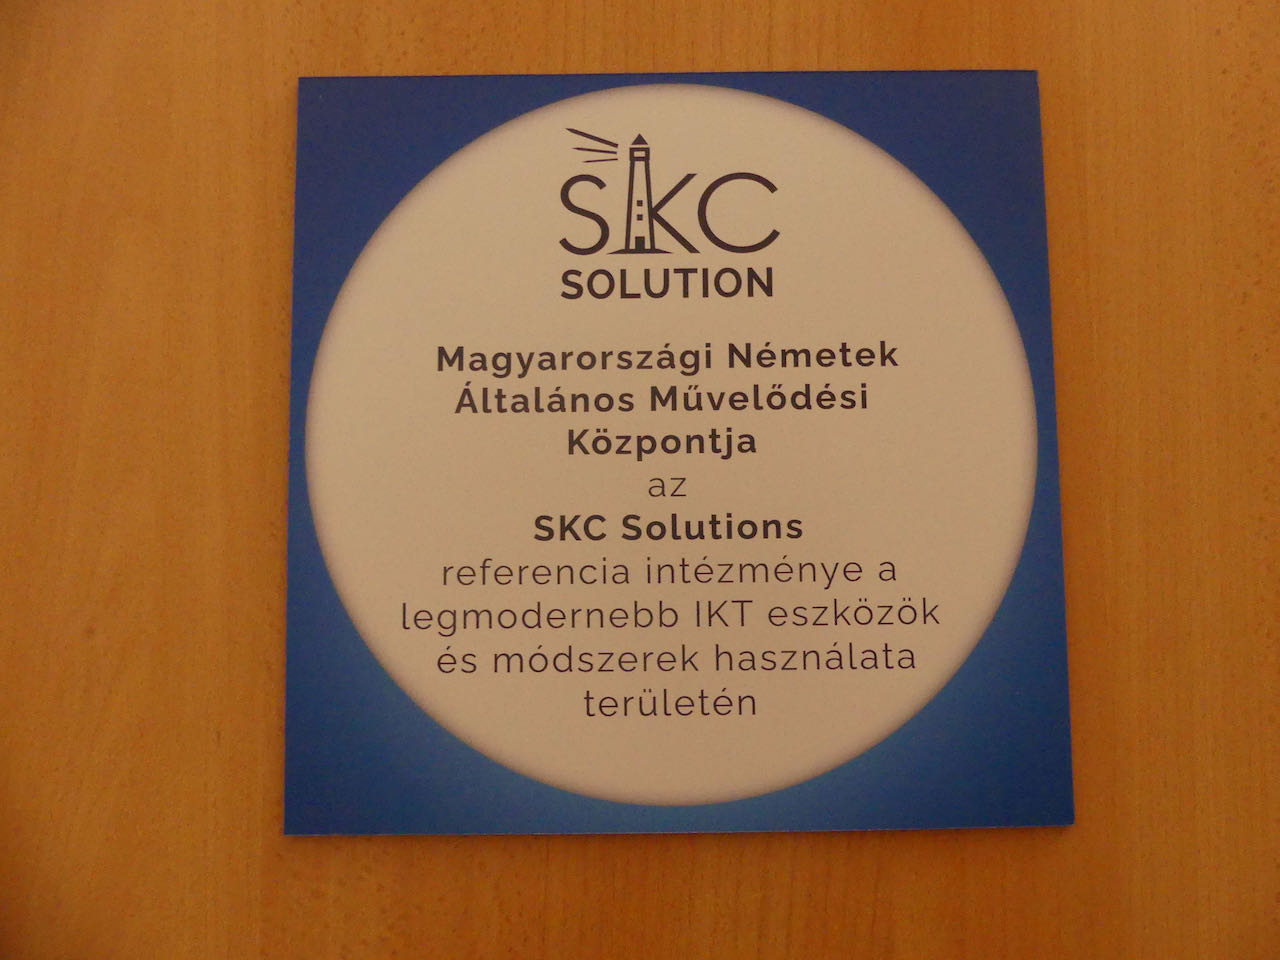 SKC
SOLUTION
Magyarországi Németek
Általános Művelődési
Központja
az
SKC Solutions
referencia intézménye a
legmodernebb IKT eszközök
és módszerek használata
területén